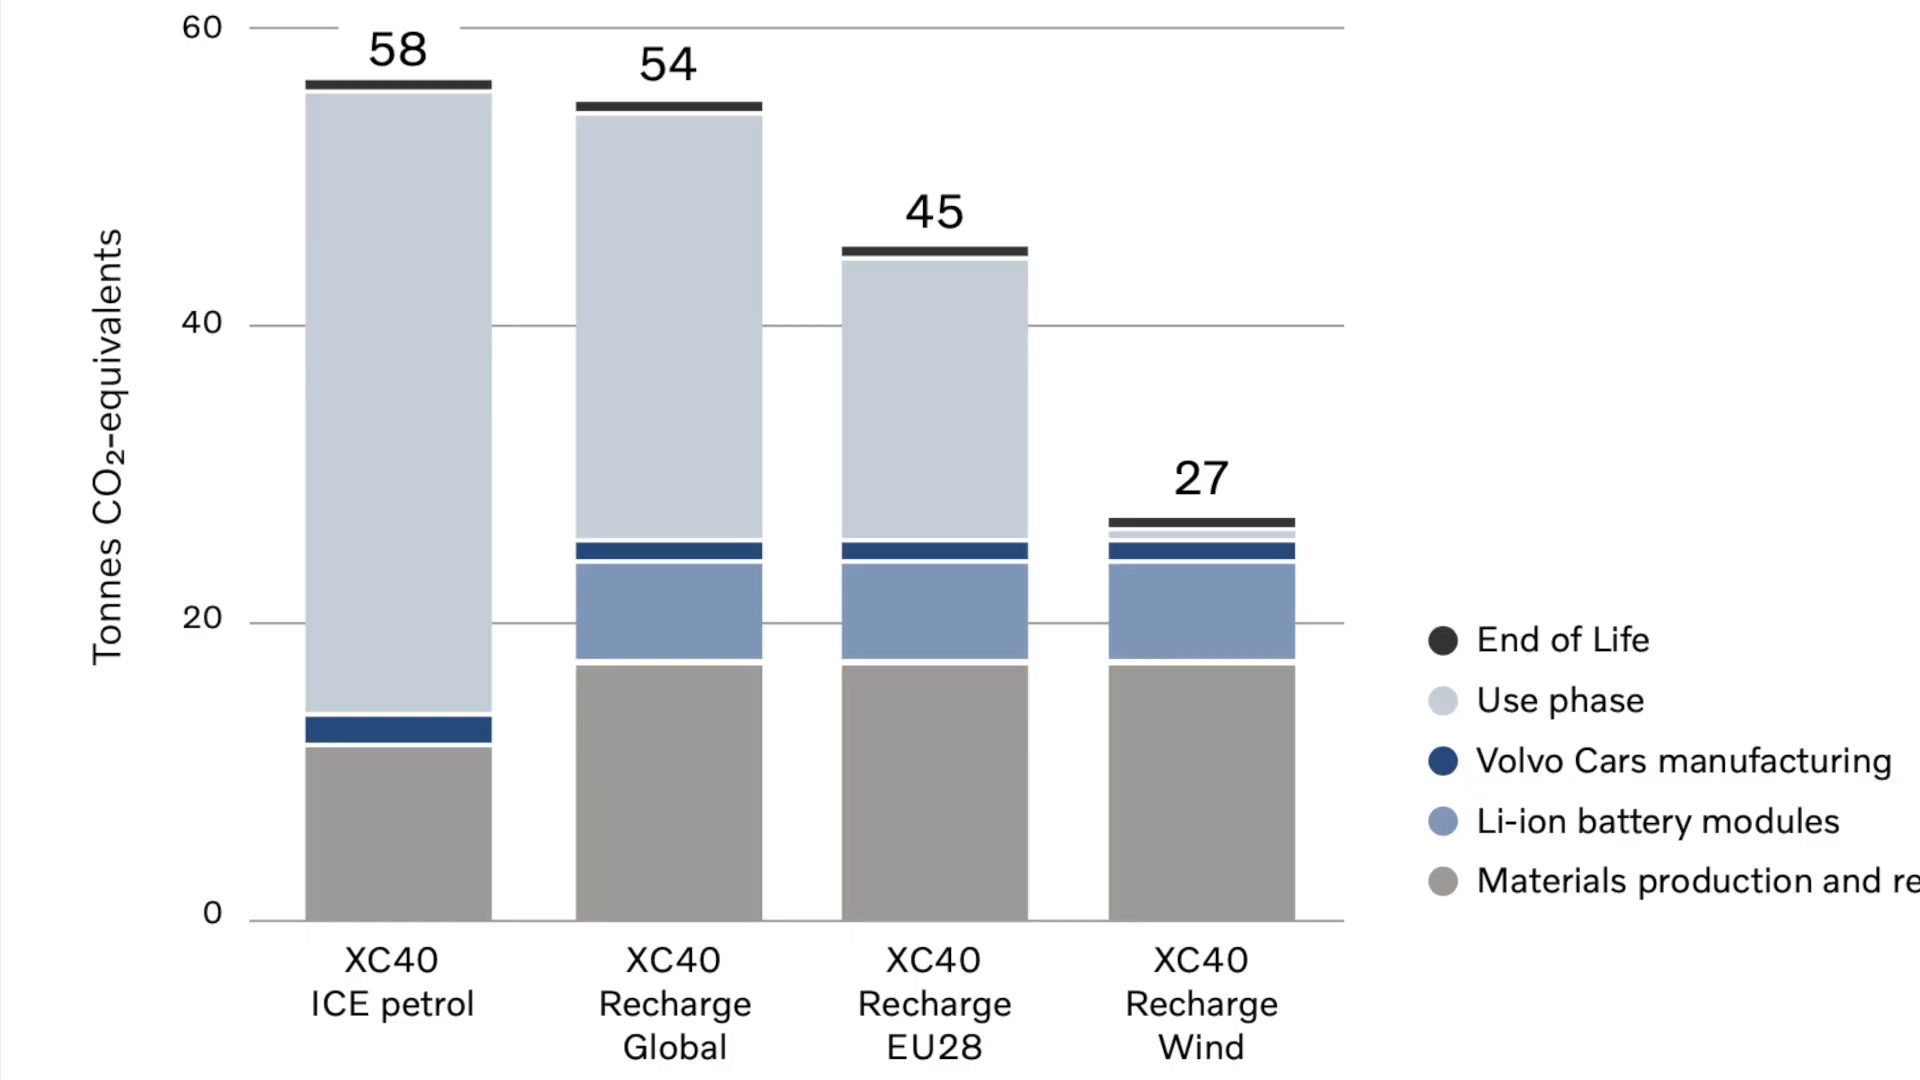 60
58
54
45
40
27
20
0
Tonnes CO₂-equivalents
XC40
ICE petrol
XC40
Recharge
Global
XC40
Recharge
EU28
XC40
Recharge
Wind
End of Life
Use phase
Volvo Cars manufacturing
Li-ion battery modules
Materials production and re